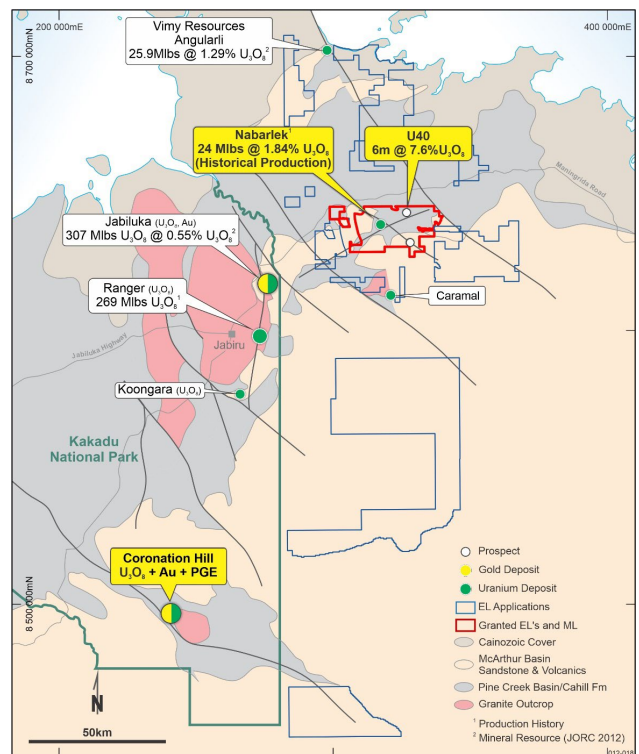 200 000mE
400 000mE
8 700 000mN
Vimy Resources
Angularli
25.9Mlbs @ 1.29% U₃O₈²
Nabarlek¹
24 Mlbs @ 1.84% U₃O₈
(Historical Production)
U40
6m @ 7.6%U₃O₈
Maningrida Road
Jabiluka (U₃O₈, Au)
307 Mlbs U₃O₈ @ 0.55% U₃O₈²
Ranger (U₃O₈)
269 Mlbs U₃O₈¹
Caramal
Jabiru
Jabiluka Highway
Koongara (U₃O₈)
Kakadu
National Park
Coronation Hill
U₃O₈ + Au + PGE
8 500 000mN
Prospect
Gold Deposit
Uranium Deposit
EL Applications
Granted EL's and ML
Cainozoic Cover
McArthur Basin
Sandstone & Volcanics
Pine Creek Basin/Cahill Fm
Granite Outcrop
¹ Production History
² Mineral Resource (JORC 2012)
N
50km
012-018